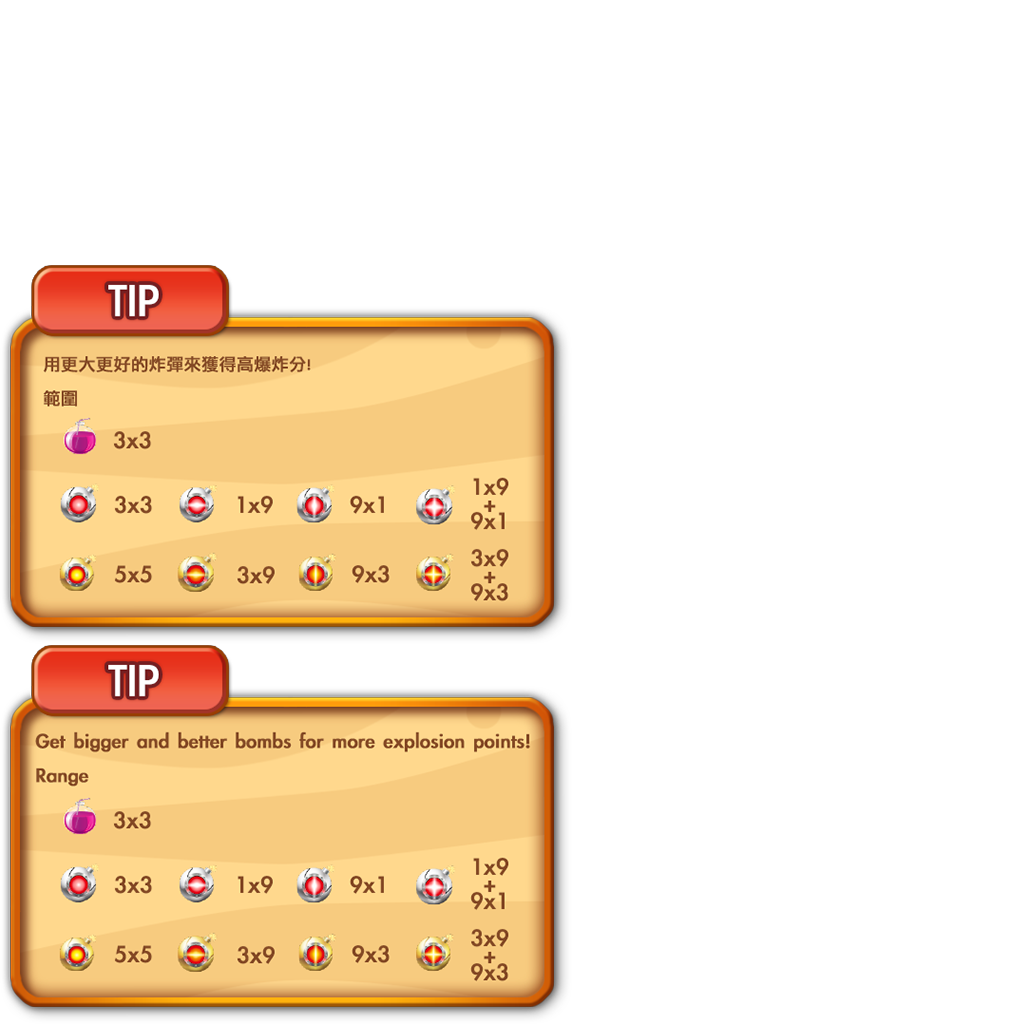 TIP
用更大更好的炸彈來獲得高爆炸分!
範圍
3x3
3x3 1x9 9x1 1x9 + 9x1
5x5 3x9 9x3 3x9 + 9x3
TIP
Get bigger and better bombs for more explosion points!
Range
3x3
3x3 1x9 9x1 1x9 + 9x1
5x5 3x9 9x3 3x9 + 9x3